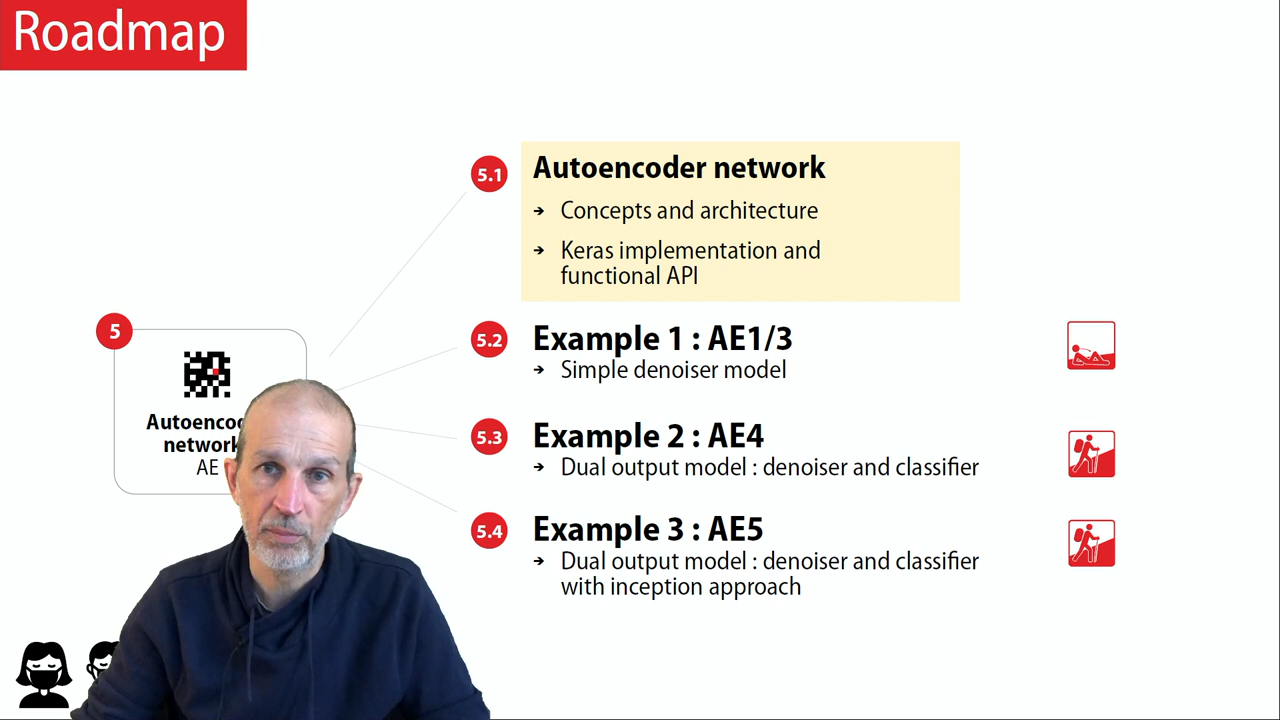 Roadmap
5.1
Autoencoder network
➔ Concepts and architecture
➔ Keras implementation and
functional API
5
Autoenco
network
AE
5.2
Example 1 : AE1/3
➔ Simple denoiser model
5.3
Example 2 : AE4
➔ Dual output model : denoiser and classifier
5.4
Example 3 : AE5
➔ Dual output model : denoiser and classifier
with inception approach